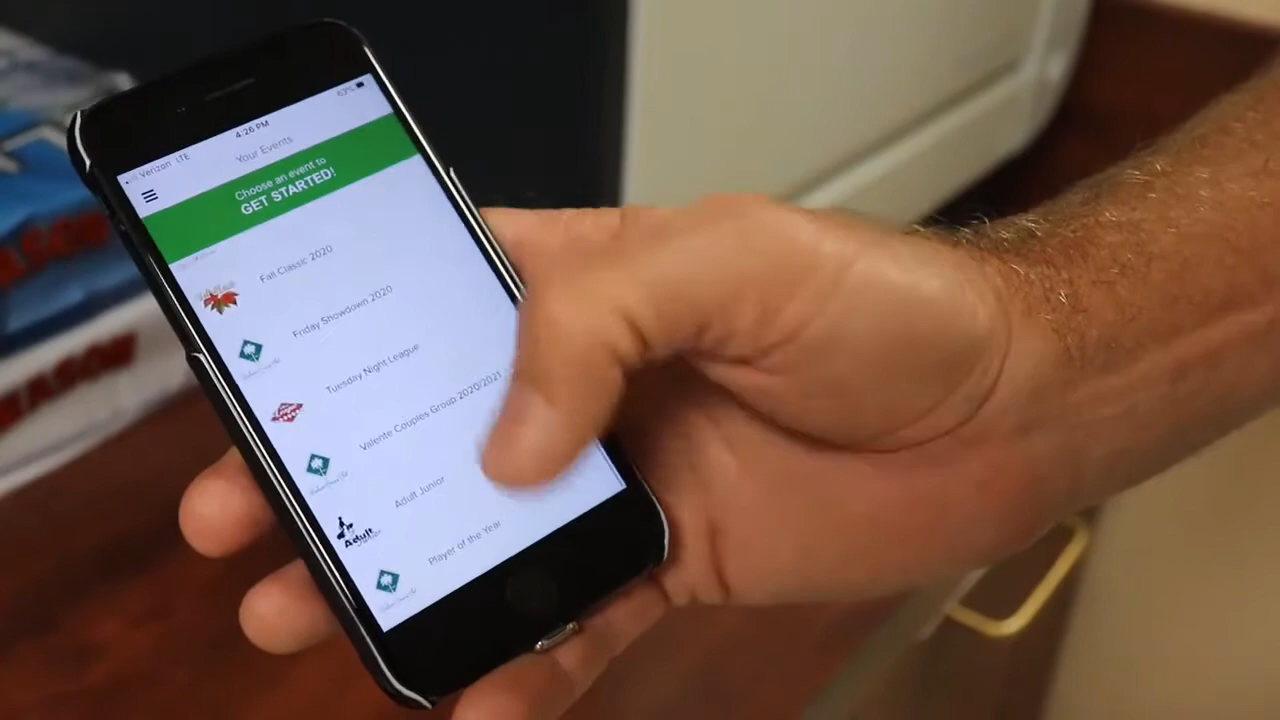 Verizon LTE
4:26 PM
63%
Your Events
Choose an event to
GET STARTED!
Fall Classic 2020
Friday Showdown 2020
Tuesday Night League
Valente Couples Group 2020/2021
Adult Junior
Adult
Player of the Year